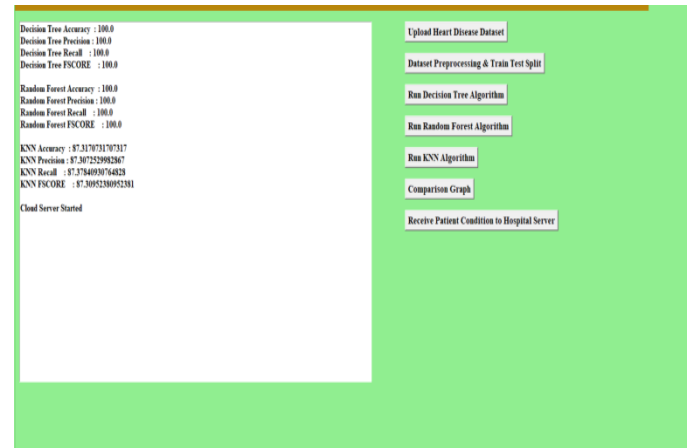 Decision Tree Accuracy : 100.0
Decision Tree Precision : 100.0
Decision Tree Recall : 100.0
Decision Tree FSCORE : 100.0
Random Forest Accuracy : 100.0
Random Forest Precision : 100.0
Random Forest Recall : 100.0
Random Forest FSCORE : 100.0
KNN Accuracy : 87.3170731707317
KNN Precision : 87.3072529982867
KNN Recall : 87.37840930764828
KNN FSCORE : 87.30952380952381
Cloud Server Started
Upload Heart Disease Dataset
Dataset Preprocessing & Train Test Split
Run Decision Tree Algorithm
Run Random Forest Algorithm
Run KNN Algorithm
Comparison Graph
Receive Patient Condition to Hospital Server